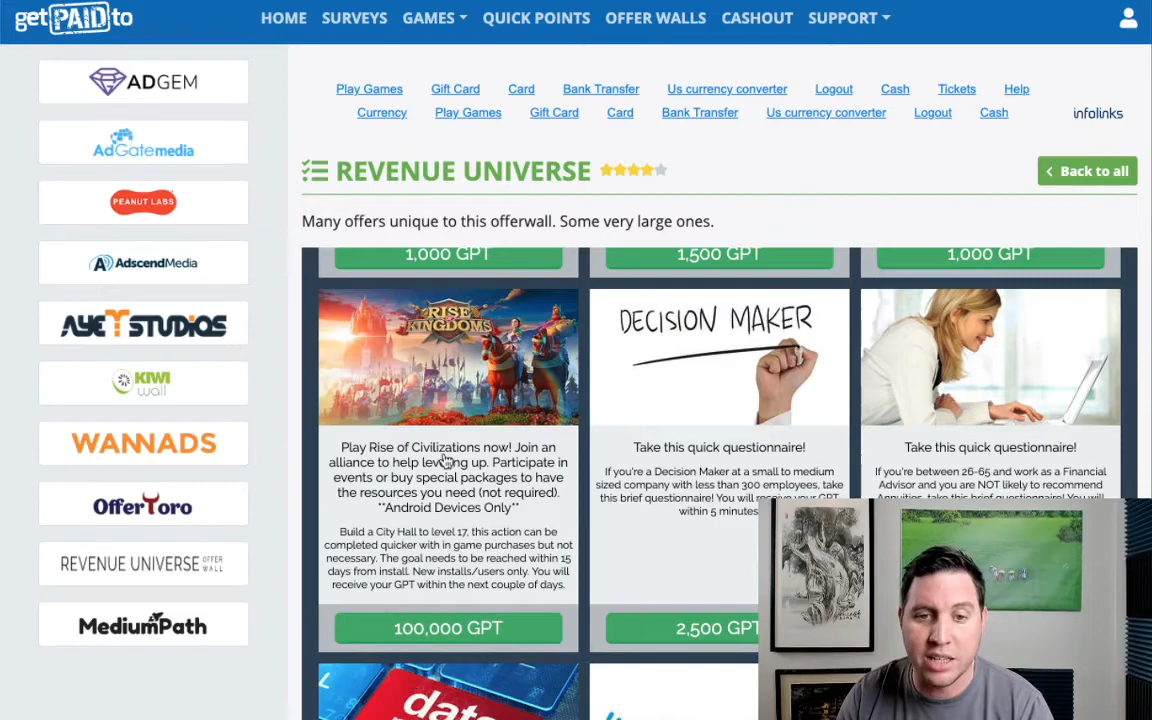 getPAIDto
HOME SURVEYS GAMES QUICK POINTS OFFER WALLS CASHOUT SUPPORT
ADGEM
AdGatemedia
PEANUT LABS
AdscendMedia
AYET STUDIOS
KIWI
wall
WANNADS
OfferToro
REVENUE UNIVERSE OFFER WALL
MediumPath
Play Games Gift Card Card Bank Transfer Us currency converter Logout Cash Tickets Help
Currency Play Games Gift Card Card Bank Transfer Us currency converter Logout Cash
infolinks
REVENUE UNIVERSE
Back to all
Many offers unique to this offerwall. Some very large ones.
1,000 GPT
1,500 GPT
1,000 GPT
RISE OF
KINGDOMS
Play Rise of Civilizations now! Join an
alliance to help leveling up. Participate in
events or buy special packages to have
the resources you need (not required).
**Android Devices Only**
Build a City Hall to level 17, this action can be
completed quicker with in game purchases but not
necessary. The goal needs to be reached within 15
days from install. New installs/users only. You will
receive your GPT within the next couple of days.
100,000 GPT
DECISION MAKER
Take this quick questionnaire!
If you're a Decision Maker at a small to medium
sized company with less than 300 employees, take
this brief questionnaire! You will receive your GPT
within 5 minutes
2,500 GPT
Take this quick questionnaire!
If you're between 26-65 and work as a Financial
Advisor and you are NOT likely to recommend
Annuities, take this brief questionnaire! You will
data